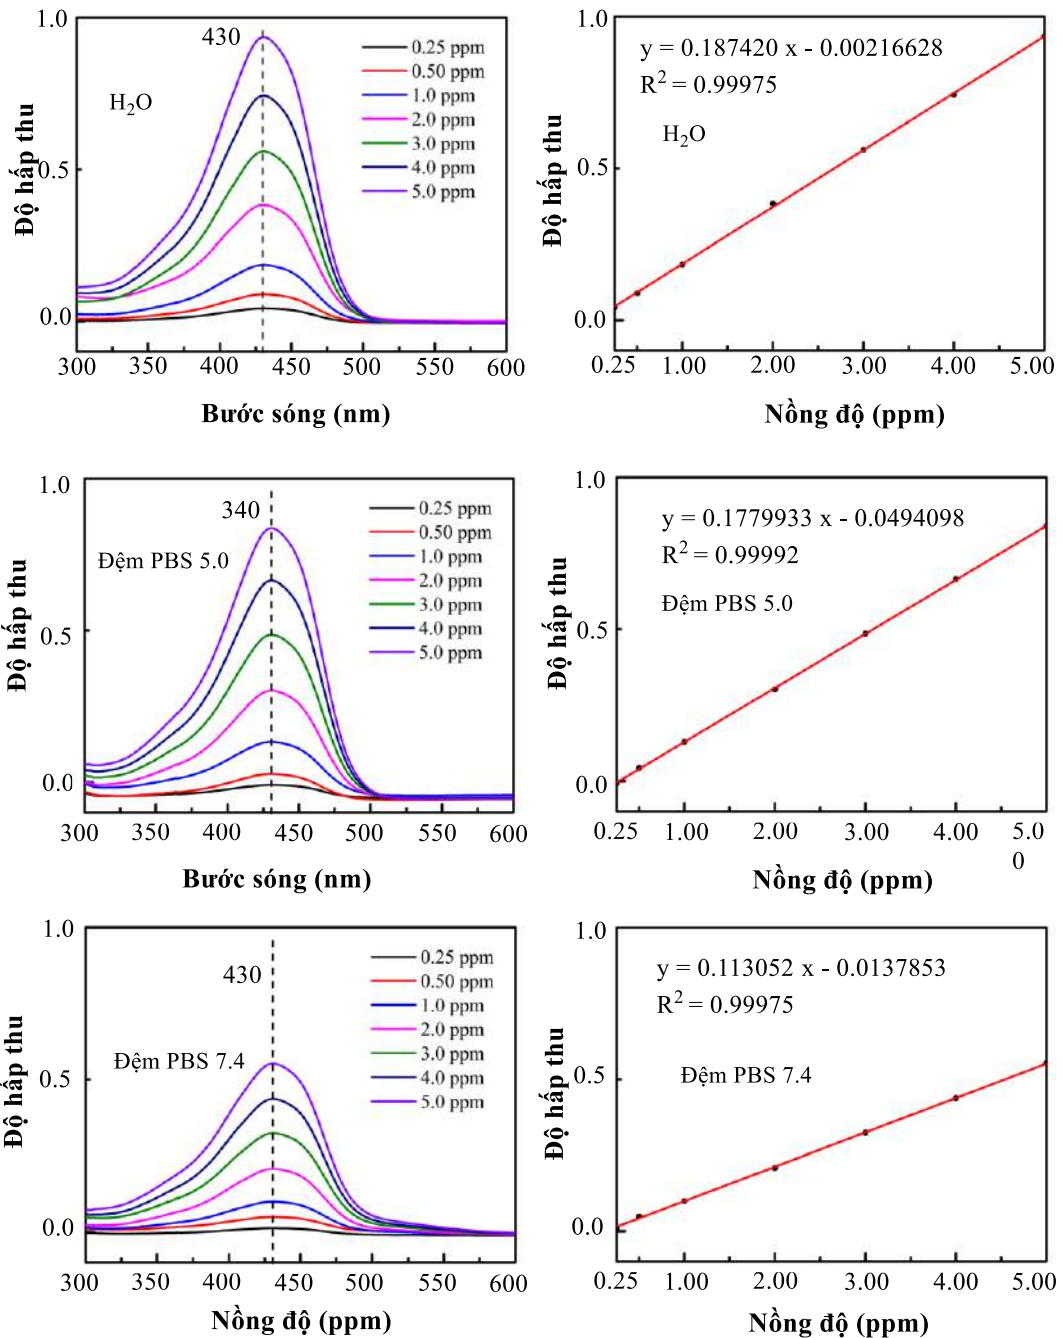 1.0
0.5
0.0
430
H₂O
0.25 ppm
0.50 ppm
1.0 ppm
2.0 ppm
3.0 ppm
4.0 ppm
5.0 ppm
Độ hấp thu
300 350 400 450 500 550 600
Bước sóng (nm)
1.0
0.5
0.0
y = 0.187420 x - 0.00216628
R² = 0.99975
H₂O
Độ hấp thu
0.25 1.00 2.00 3.00 4.00 5.00
Nồng độ (ppm)
1.0
0.5
0.0
340
Đệm PBS 5.0
0.25 ppm
0.50 ppm
1.0 ppm
2.0 ppm
3.0 ppm
4.0 ppm
5.0 ppm
Độ hấp thu
300 350 400 450 500 550 600
Bước sóng (nm)
1.0
0.5
0.0
y = 0.1779933 x - 0.0494098
R² = 0.99992
Đệm PBS 5.0
Độ hấp thu
0.25 1.00 2.00 3.00 4.00 5.0
0
Nồng độ (ppm)
1.0
0.5
0.0
430
Đệm PBS 7.4
0.25 ppm
0.50 ppm
1.0 ppm
2.0 ppm
3.0 ppm
4.0 ppm
5.0 ppm
Độ hấp thu
300 350 400 450 500 550 600
Nồng độ (ppm)
1.0
0.5
0.0
y = 0.113052 x - 0.0137853
R² = 0.99975
Đệm PBS 7.4
Độ hấp thu
0.25 1.00 2.00 3.00 4.00 5.00
Nồng độ (ppm)